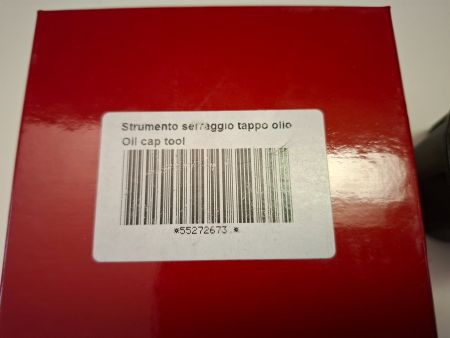 Strumento serraggio tappo olio
Oil cap tool
*55272673.*